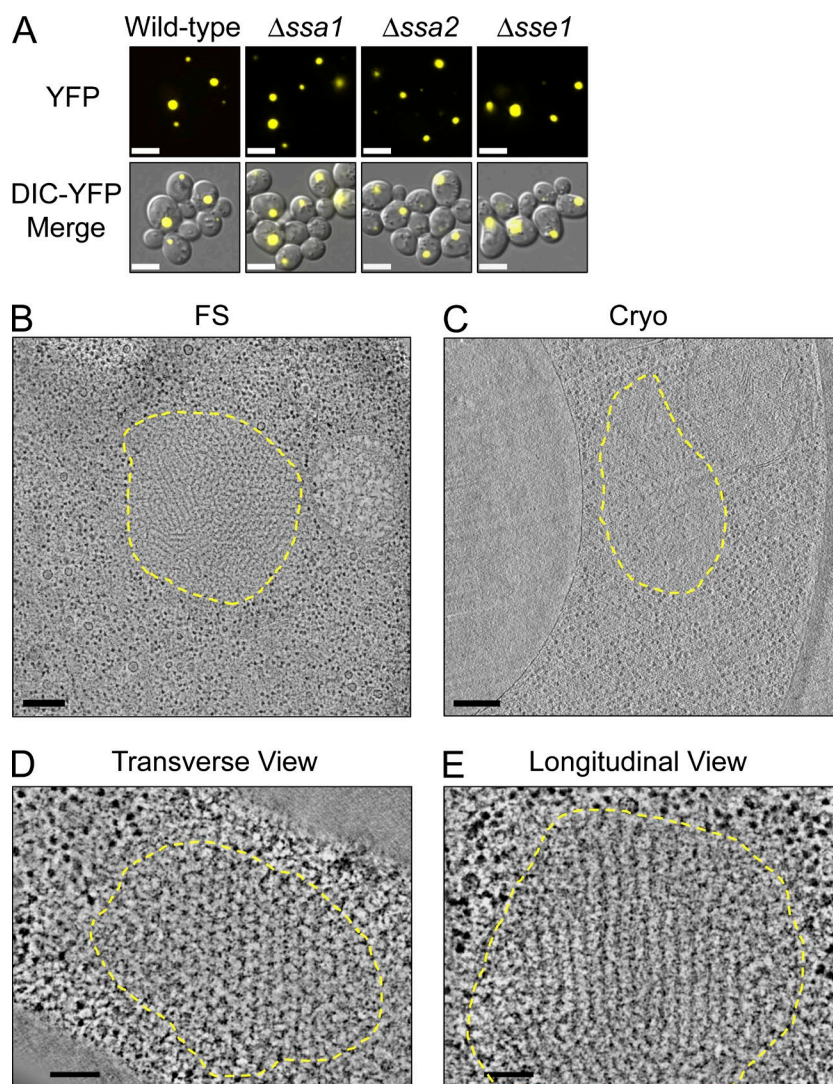 A
Wild-type Δssa1 Δssa2 Δsse1
YFP
DIC-YFP
Merge
B FS
C Cryo
D Transverse View
E Longitudinal View